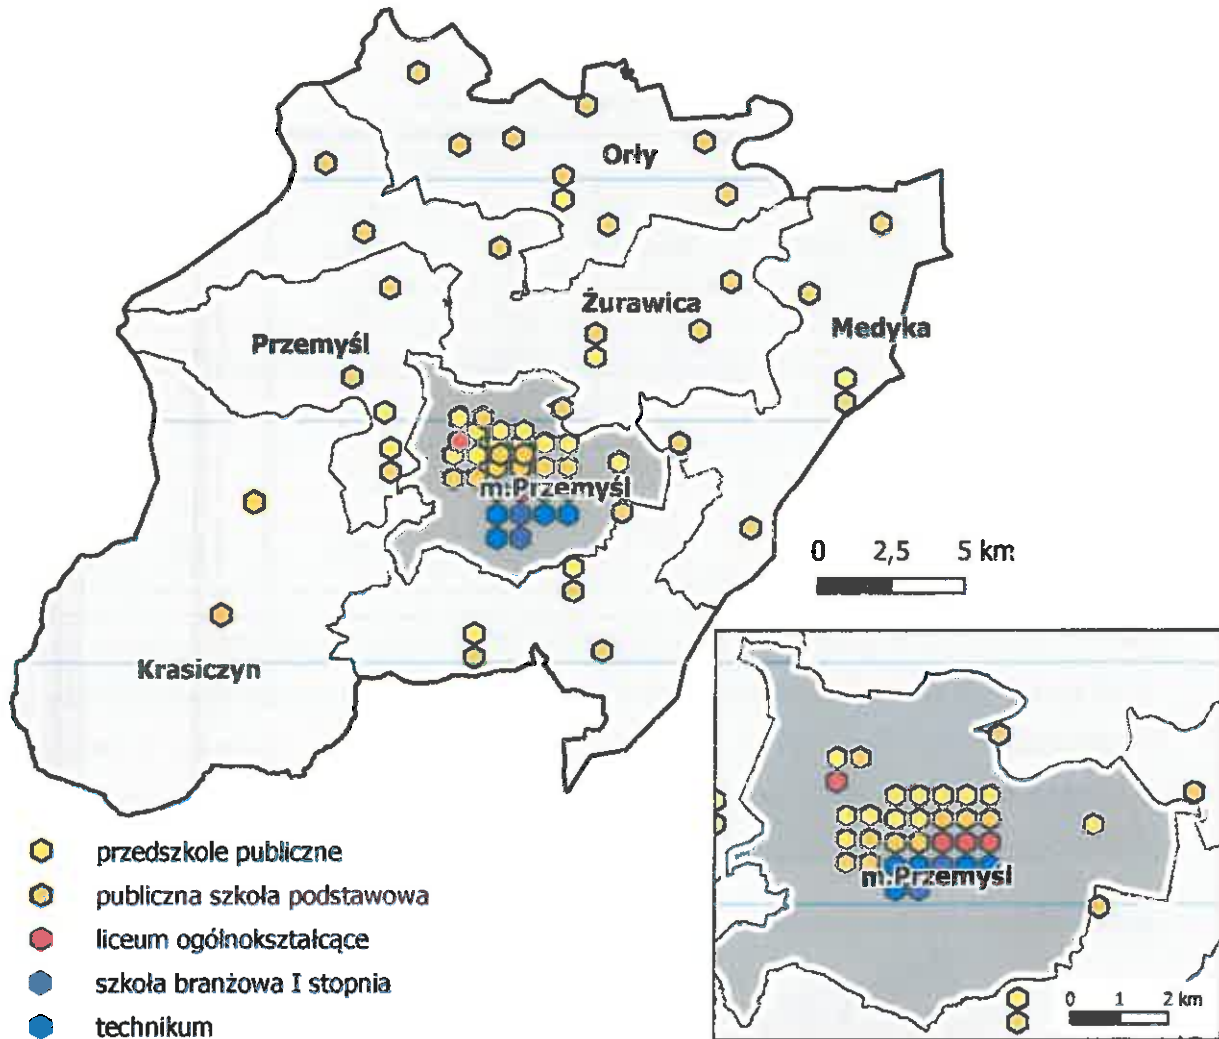 Orły
Żurawica
Medyka
Przemyśl
m.Przemyśl
Krasiczyn
0 2,5 5 km
m.Przemyśl
0 1 2 km
przedszkole publiczne
publiczna szkoła podstawowa
liceum ogólnokształcące
szkoła branżowa I stopnia
technikum